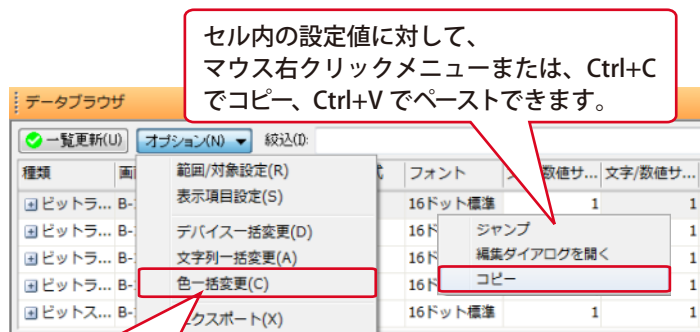 セル内の設定値に対して、
マウス右クリックメニューまたは、Ctrl+C
でコピー、Ctrl+V でペーストできます。
データブラウザ
一覧更新(U) オプション(N) 絞込(I):
種類 フォント 数値サ... 文字/数値サ...
範囲/対象設定(R)
表示項目設定(S)
デバイス一括変更(D)
文字列一括変更(A)
色一括変更(C)
エクスポート(X)
ビットラ... B- 16ドット標準 1 1
ビットラ... B- 16ド 1
ビットラ... B- 16ド 1
ビットラ... B- 16ド 1
ビットス... B- 16ドット標準 1 1
ジャンプ
編集ダイアログを開く
コピー